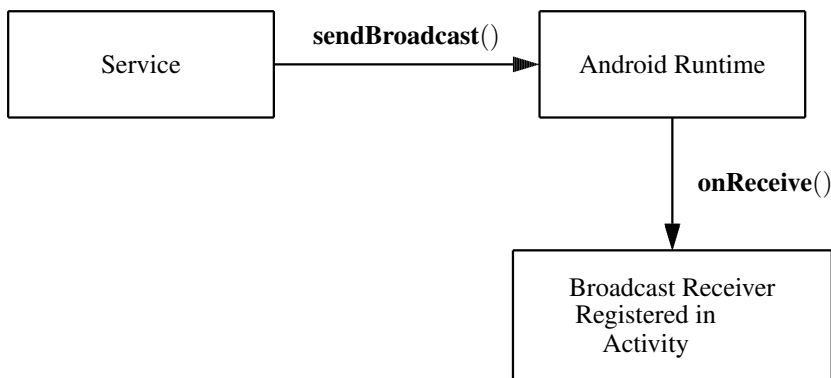 sendBroadcast()
Service
Android Runtime
onReceive()
Broadcast Receiver
Registered in
Activity